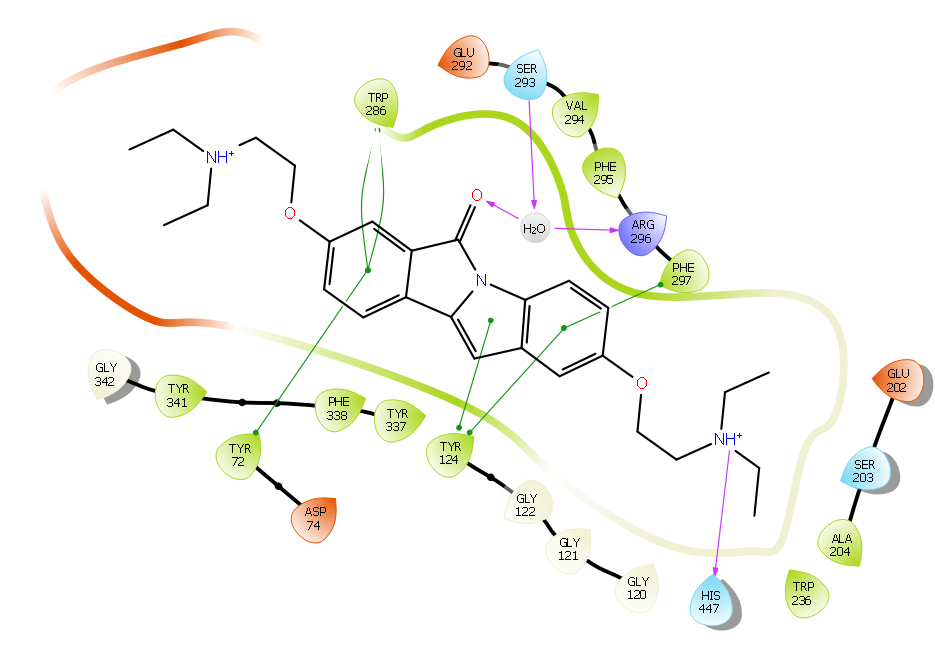 GLU
292
SER
293
TRP
286
VAL
294
NH+
PHE
295
O
O
H₂O
ARG
296
PHE
297
N
GLY
342
TYR
341
PHE
338
TYR
337
O
GLU
202
TYR
72
TYR
124
NH+
SER
203
ASP
74
GLY
122
GLY
121
ALA
204
GLY
120
HIS
447
TRP
236